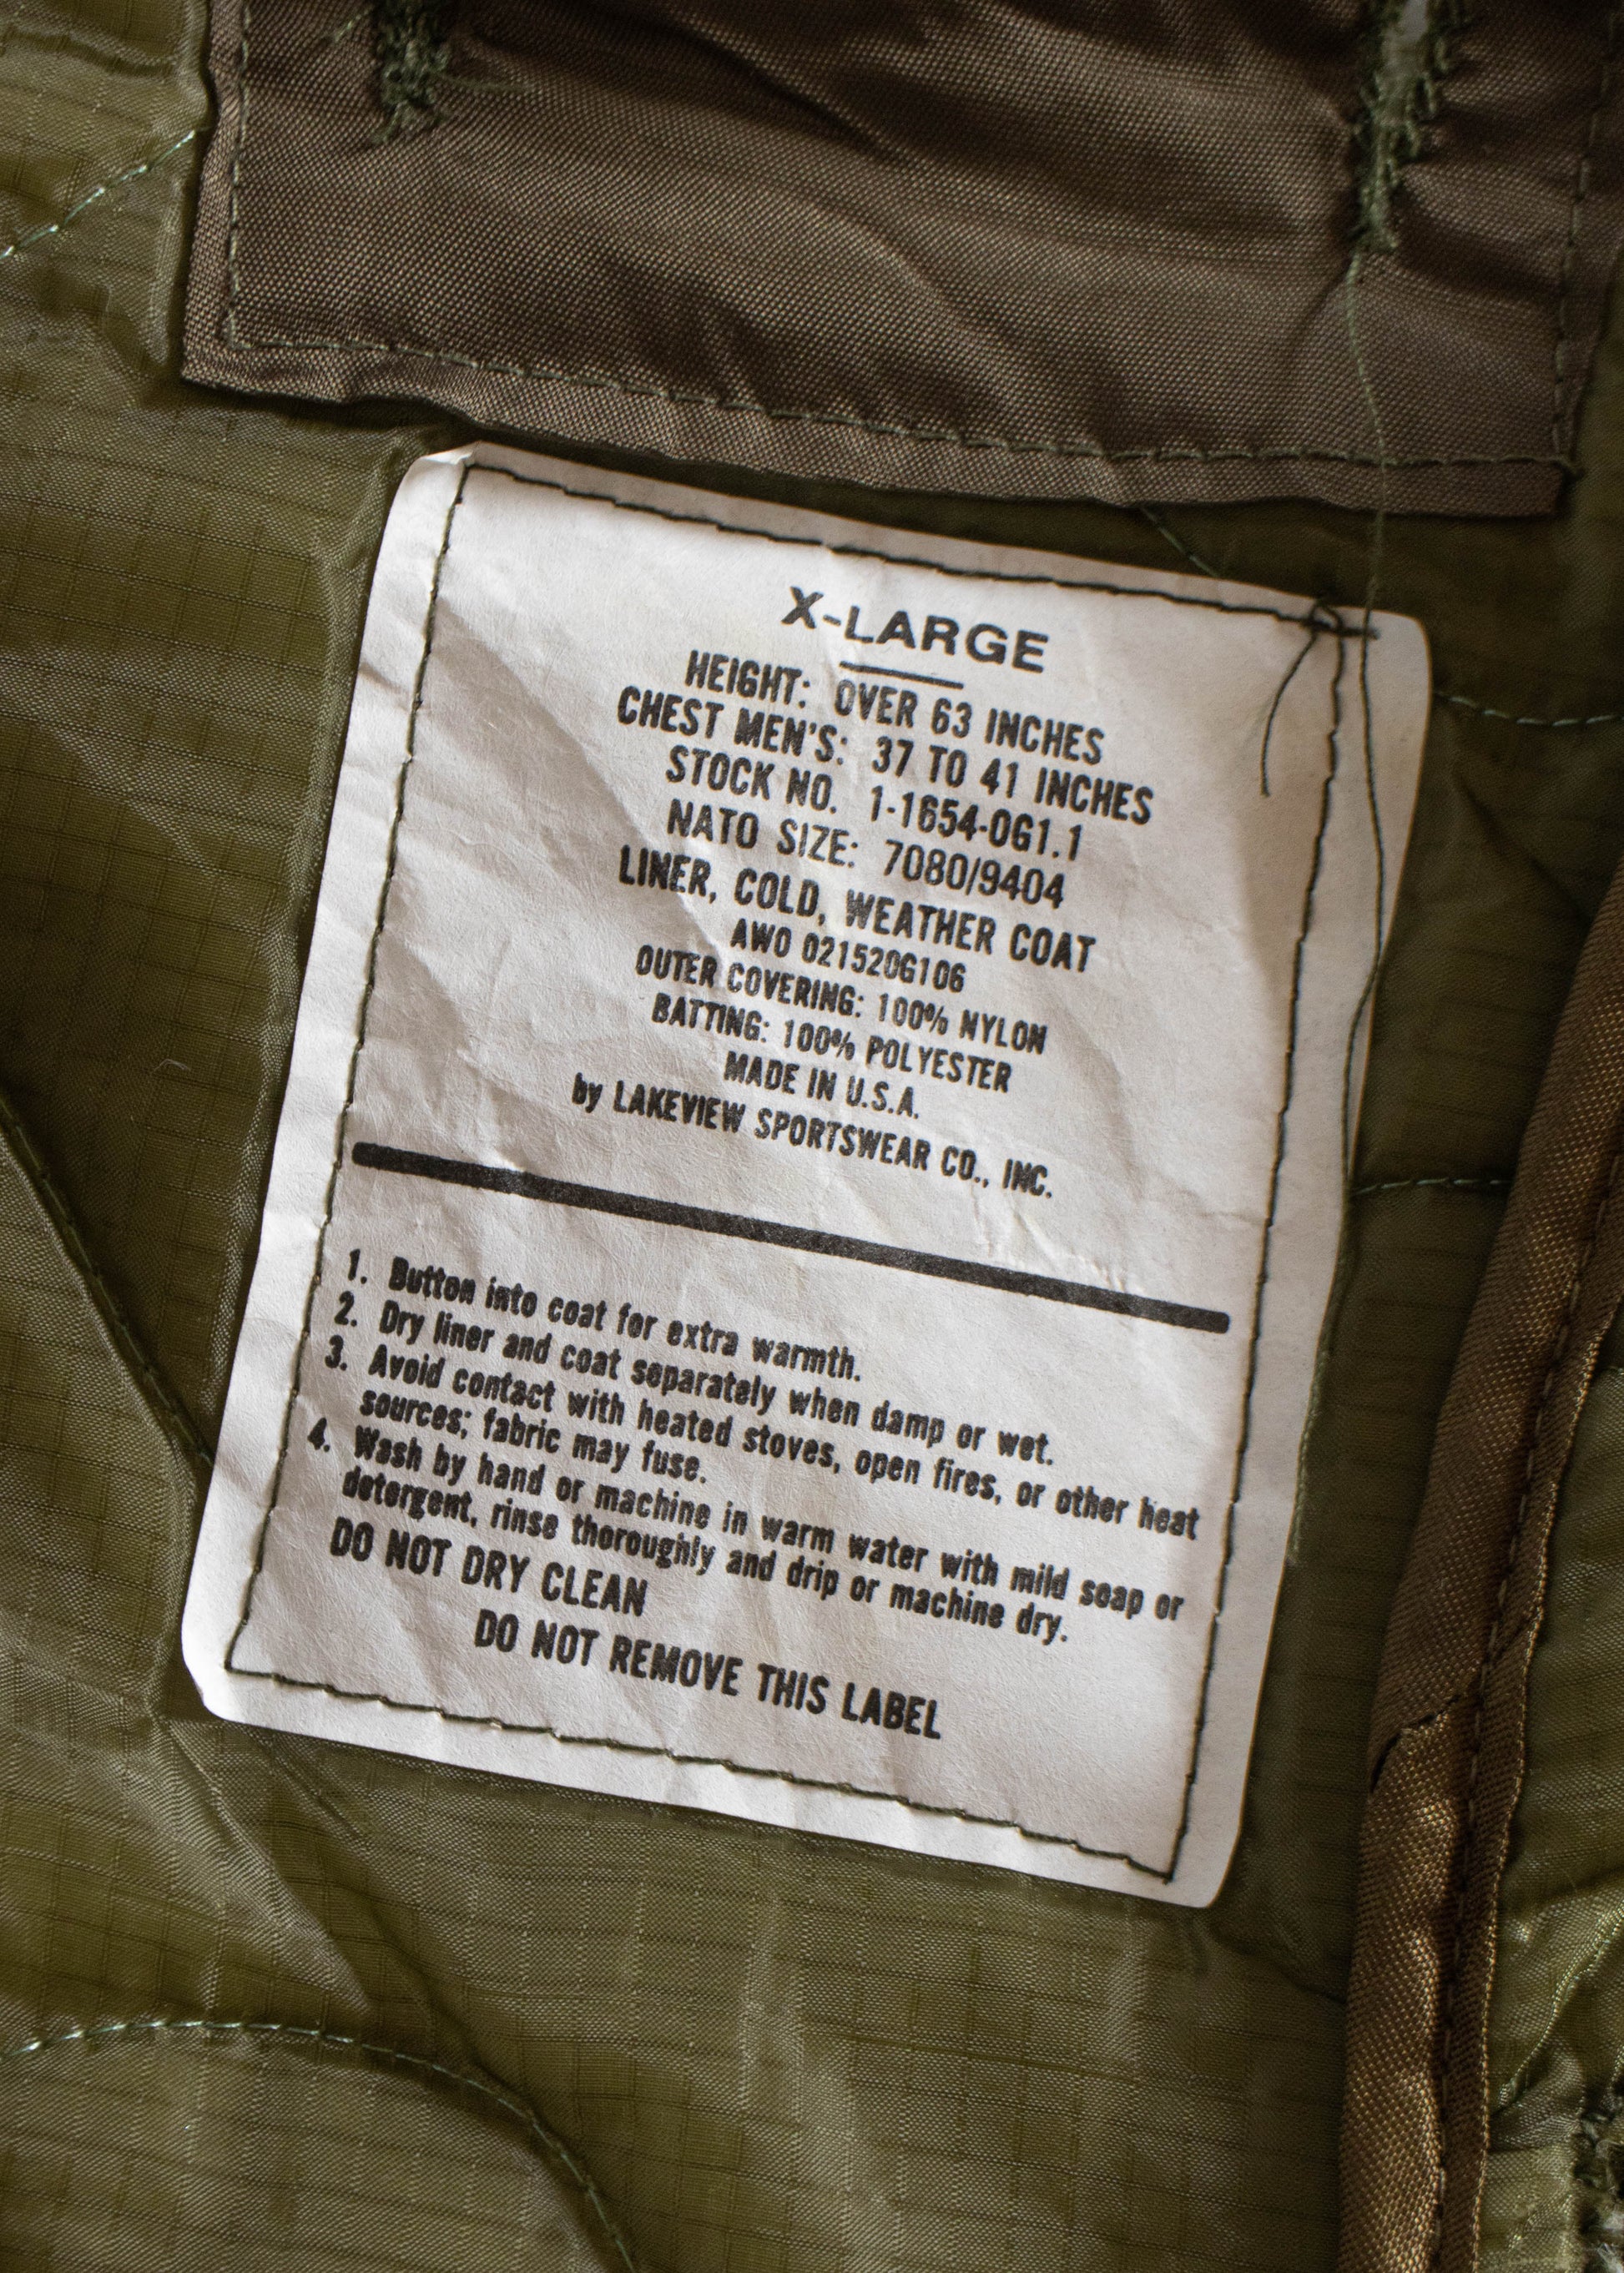 X-LARGE
HEIGHT: OVER 63 INCHES
CHEST MEN'S: 37 TO 41 INCHES
STOCK NO. 1-1654-0G1.1
NATO SIZE: 7080/9404
LINER, COLD, WEATHER COAT
AWO 021520G106
OUTER COVERING: 100% NYLON
BATTING: 100% POLYESTER
MADE IN U.S.A.
by LAKEVIEW SPORTSWEAR CO., INC.
1. Button into coat for extra warmth.
2. Dry liner and coat separately when damp or wet.
3. Avoid contact with heated stoves, open fires, or other heat
sources; fabric may fuse.
4. Wash by hand or machine in warm water with mild soap or
detergent, rinse thoroughly and drip or machine dry.
DO NOT DRY CLEAN
DO NOT REMOVE THIS LABEL